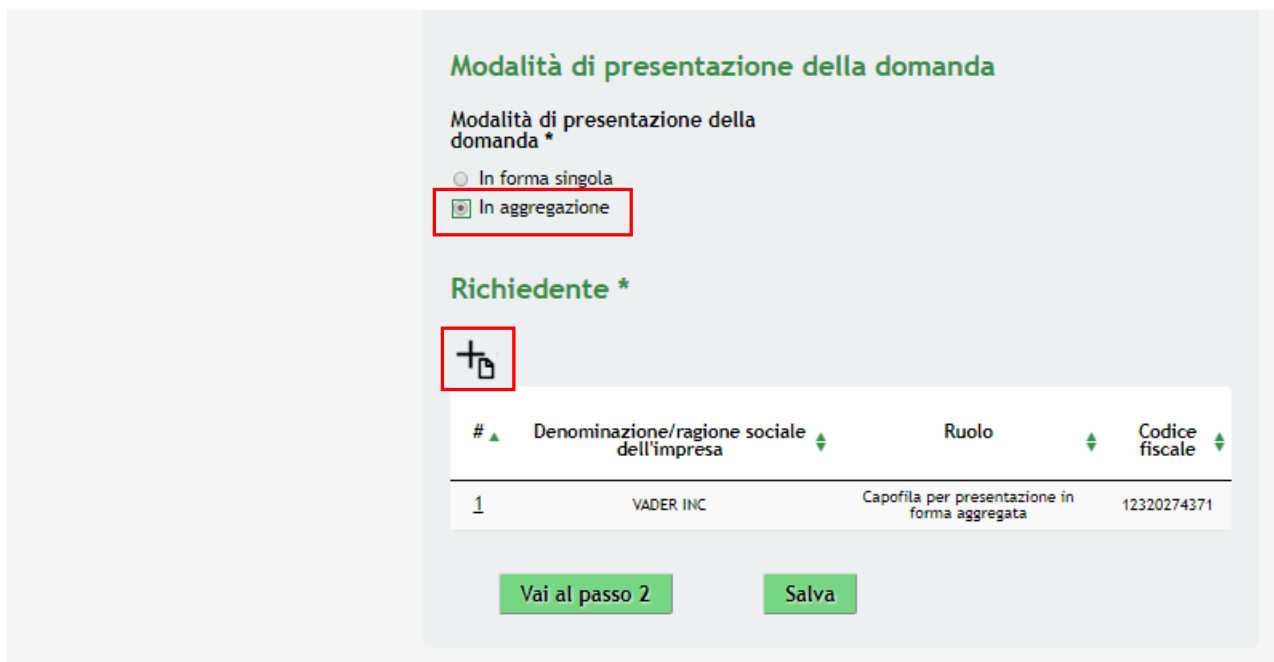 Modalità di presentazione della domanda
Modalità di presentazione della
domanda *
In forma singola
In aggregazione
Richiedente *
# Denominazione/ragione sociale dell'impresa Ruolo Codice fiscale
1 VADER INC Capofila per presentazione in forma aggregata 12320274371
Vai al passo 2 Salva